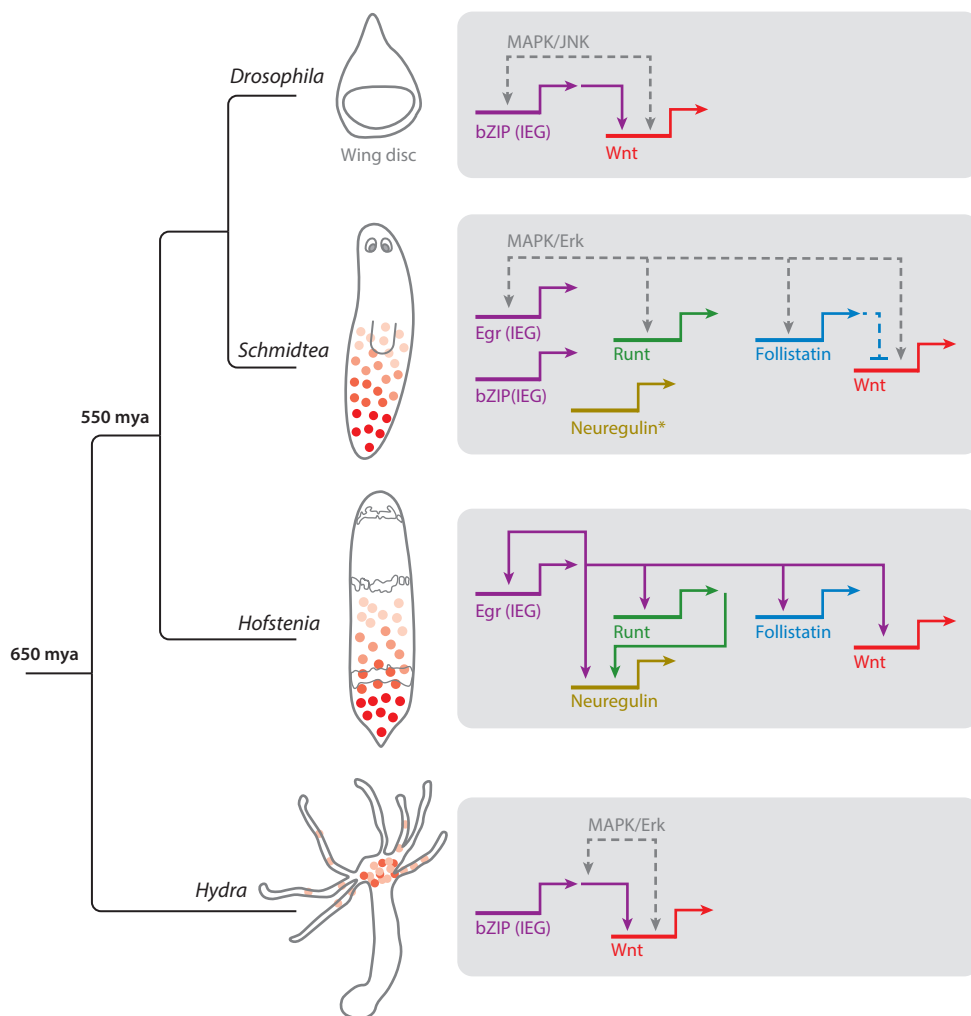 Drosophila
Wing disc
MAPK/JNK
bZIP (IEG)
Wnt
Schmidtea
MAPK/Erk
Egr (IEG)
Runt
Follistatin
Wnt
bZIP(IEG)
Neuregulin*
550 mya
Hofstenia
Egr (IEG)
Runt
Follistatin
Wnt
Neuregulin
650 mya
Hydra
MAPK/Erk
bZIP (IEG)
Wnt